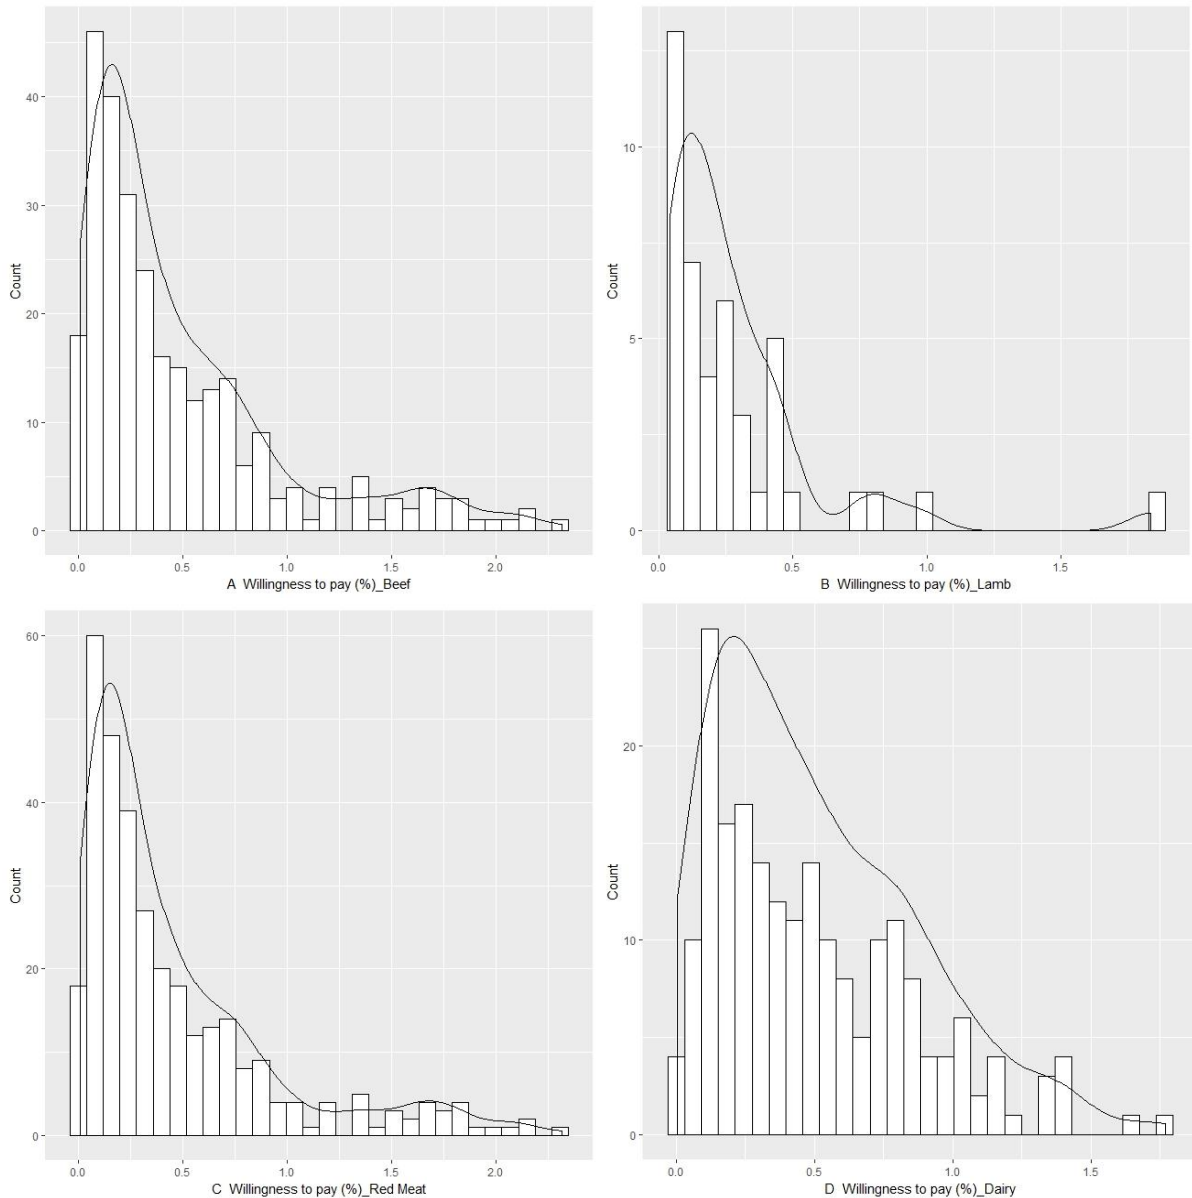 40
30
20
10
0
Count
0.0 0.5 1.0 1.5 2.0
A Willingness to pay (%)_Beef
10
5
0
Count
0.0 0.5 1.0 1.5
B Willingness to pay (%)_Lamb
60
40
20
0
Count
0.0 0.5 1.0 1.5 2.0
C Willingness to pay (%)_Red Meat
20
10
0
Count
0.0 0.5 1.0 1.5
D Willingness to pay (%)_Dairy